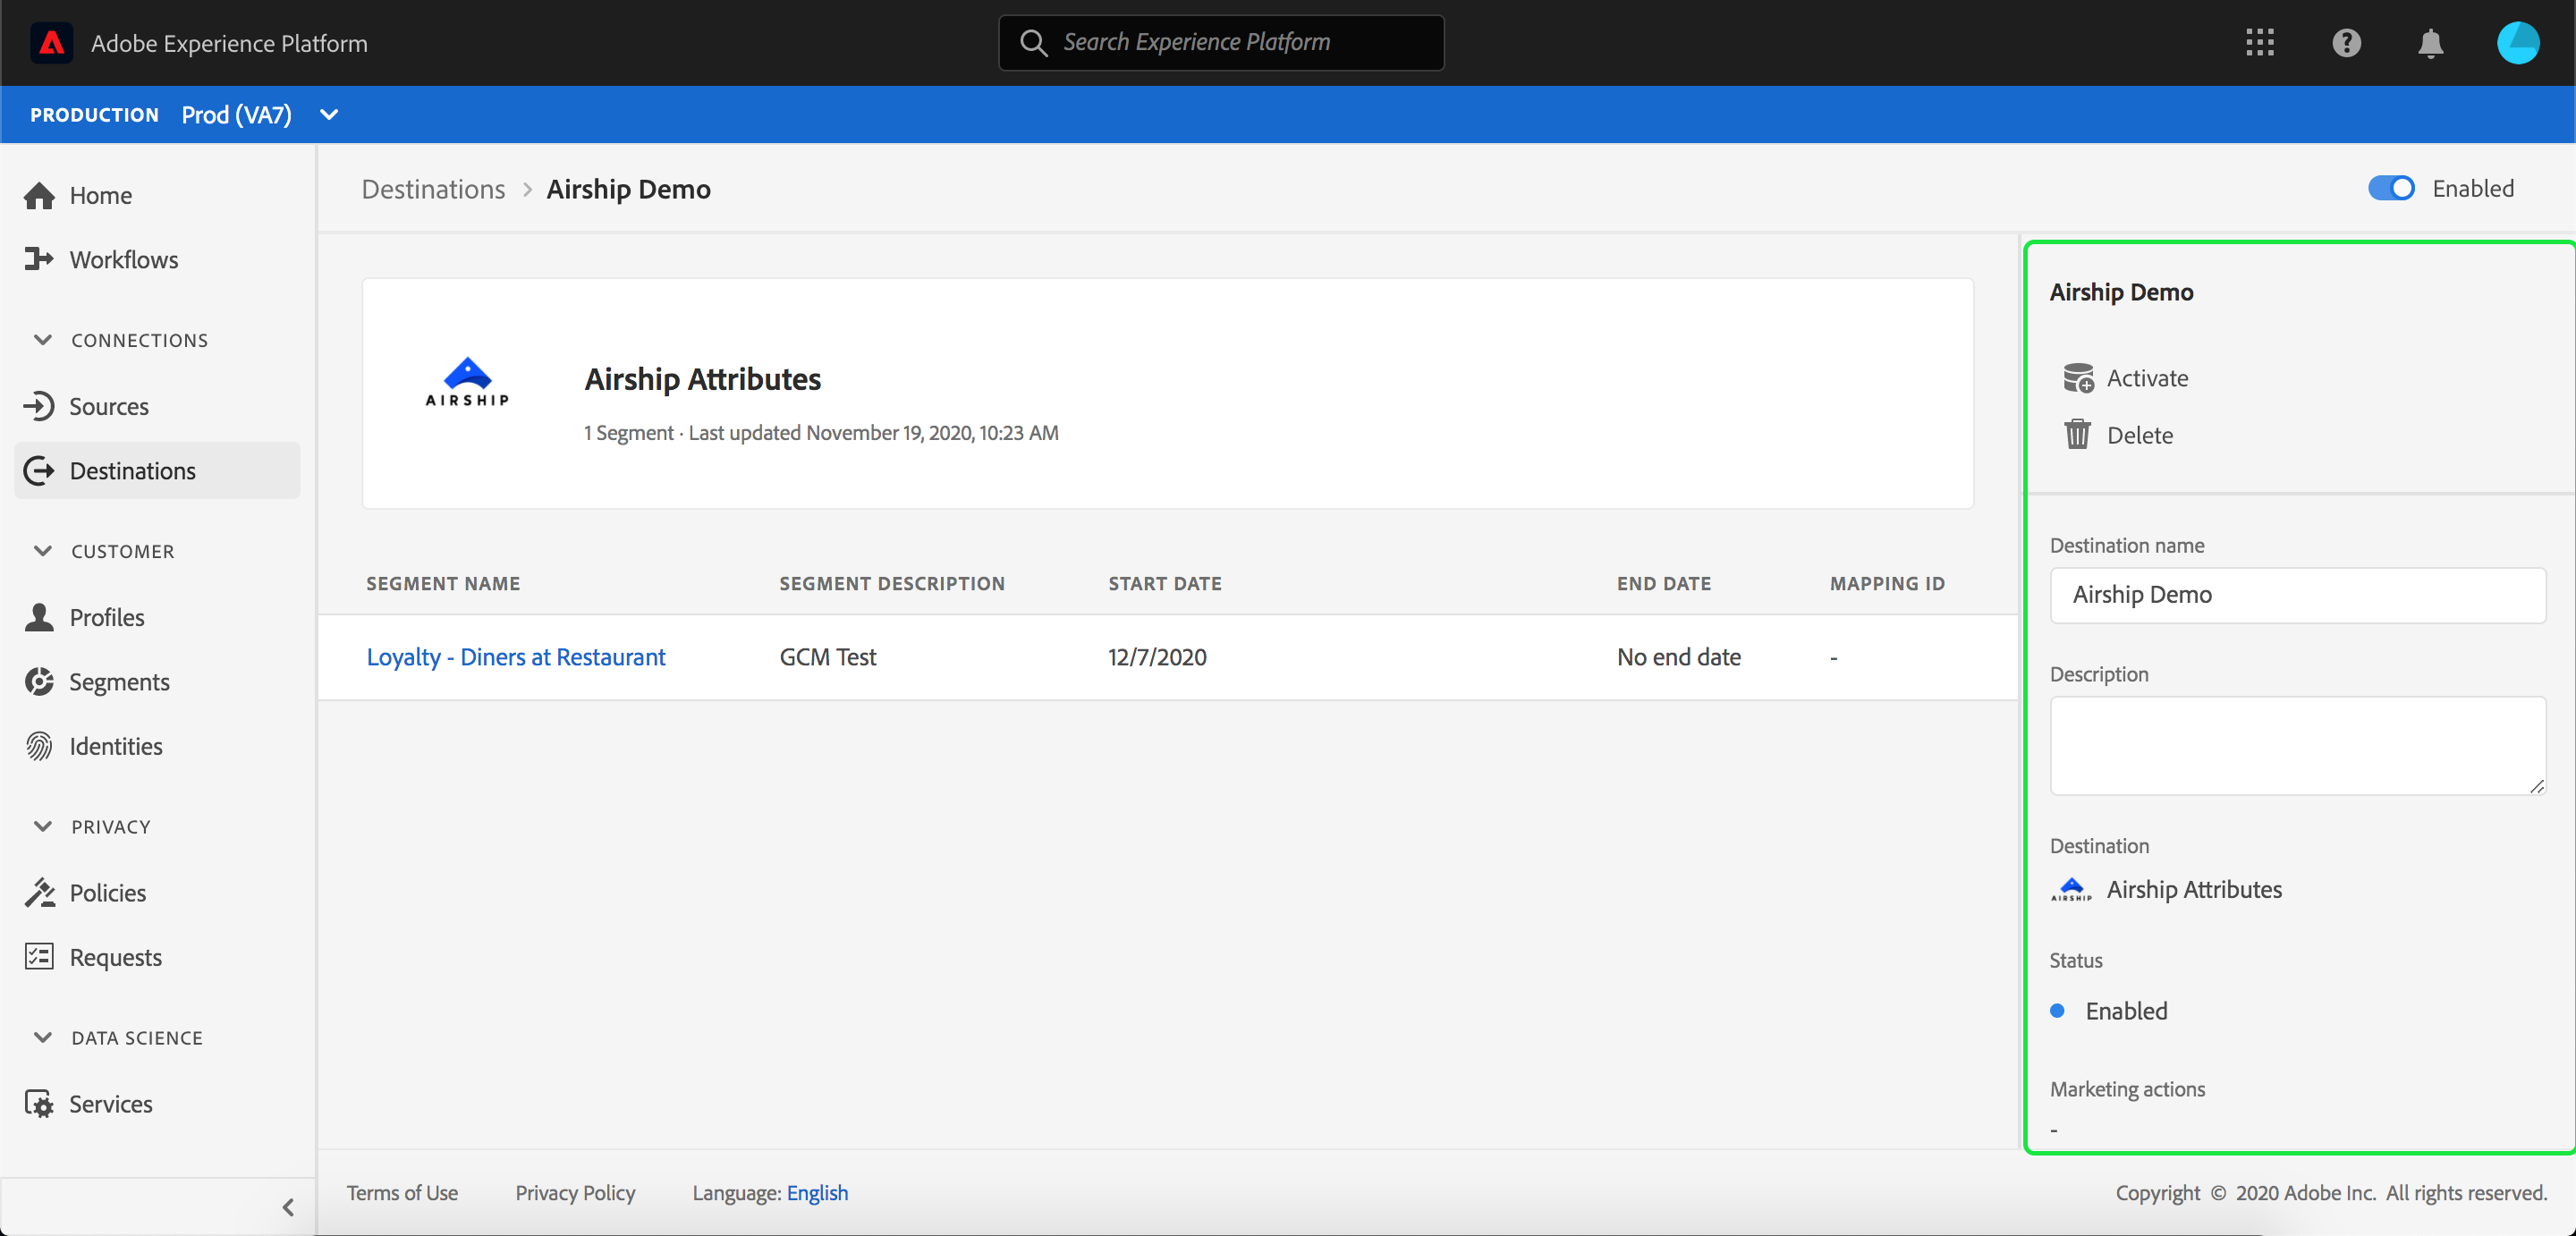 Adobe Experience Platform
Search Experience Platform
PRODUCTION Prod (VA7)
Home
Workflows
CONNECTIONS
Sources
Destinations
CUSTOMER
Profiles
Segments
Identities
PRIVACY
Policies
Requests
DATA SCIENCE
Services
Destinations > Airship Demo
Enabled
AIRSHIP
Airship Attributes
1 Segment · Last updated November 19, 2020, 10:23 AM
SEGMENT NAME SEGMENT DESCRIPTION START DATE END DATE MAPPING ID
Loyalty - Diners at Restaurant GCM Test 12/7/2020 No end date -
Airship Demo
Activate
Delete
Destination name
Airship Demo
Description
Destination
AIRSHIP Airship Attributes
Status
Enabled
Marketing actions
-
Terms of Use Privacy Policy Language: English
Copyright © 2020 Adobe Inc. All rights reserved.